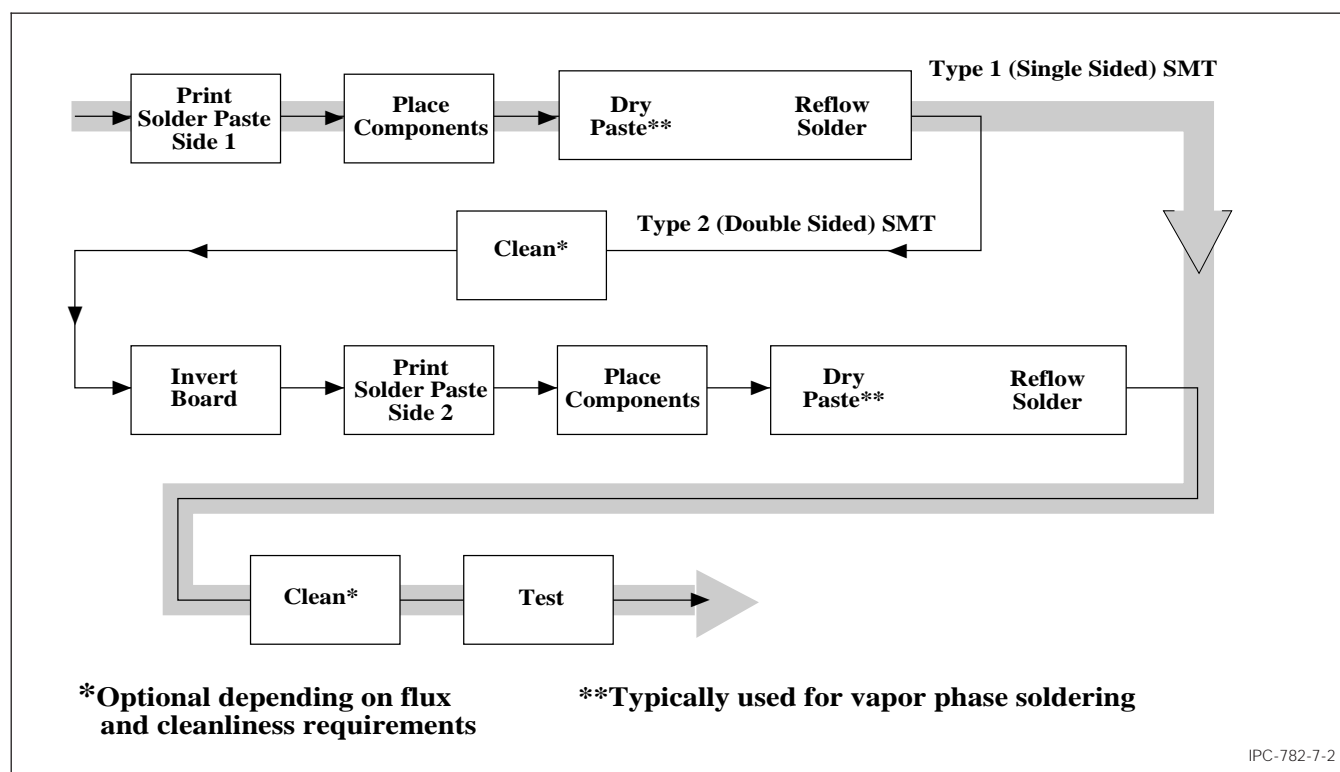 Type 1 (Single Sided) SMT
Print
Solder Paste
Side 1
Place
Components
Dry
Paste**
Reflow
Solder
Type 2 (Double Sided) SMT
Clean*
Invert
Board
Print
Solder Paste
Side 2
Place
Components
Dry
Paste**
Reflow
Solder
Clean*
Test
*Optional depending on flux
and cleanliness requirements
**Typically used for vapor phase soldering
IPC-782-7-2